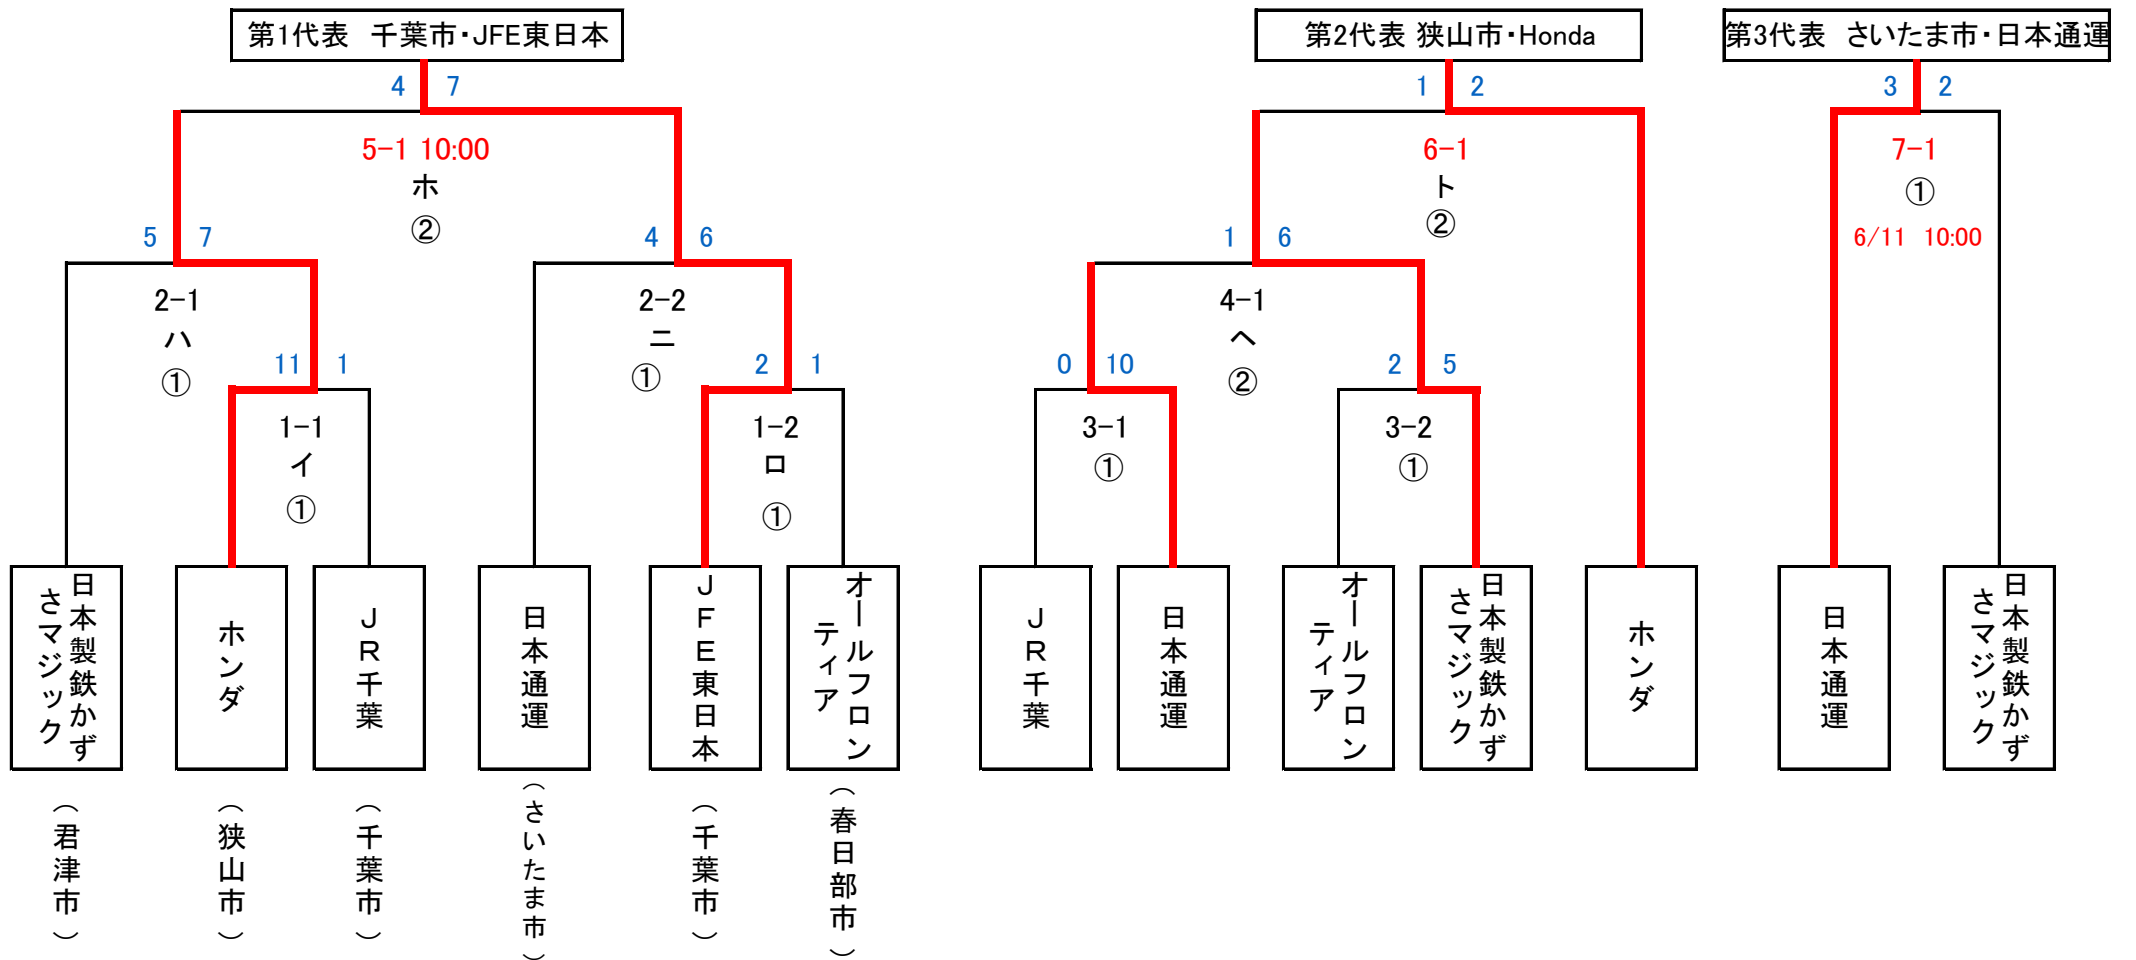 第1代表　千葉市・JFE東日本
第2代表 狭山市・Honda
第3代表　さいたま市・日本通運
4 7
1 2
3 2
5-1 10:00
ホ
②
6-1
ト
②
7-1
①
6/11 10:00
5 7
4 6
1 6
2-1
ハ
①
2-2
ニ
①
4-1
ヘ
②
11 1
2 1
0 10
2 5
1-1
イ
①
1-2
ロ
①
3-1
①
3-2
①
日本製鉄かず
さマジック
ホンダ
JR千葉
日本通運
JFE東日本
オールフロン
ティア
JR千葉
日本通運
オールフロン
ティア
日本製鉄かず
さマジック
ホンダ
日本通運
日本製鉄かず
さマジック
（君津市）
（狭山市）
（千葉市）
（さいたま市）
（千葉市）
（春日部市）